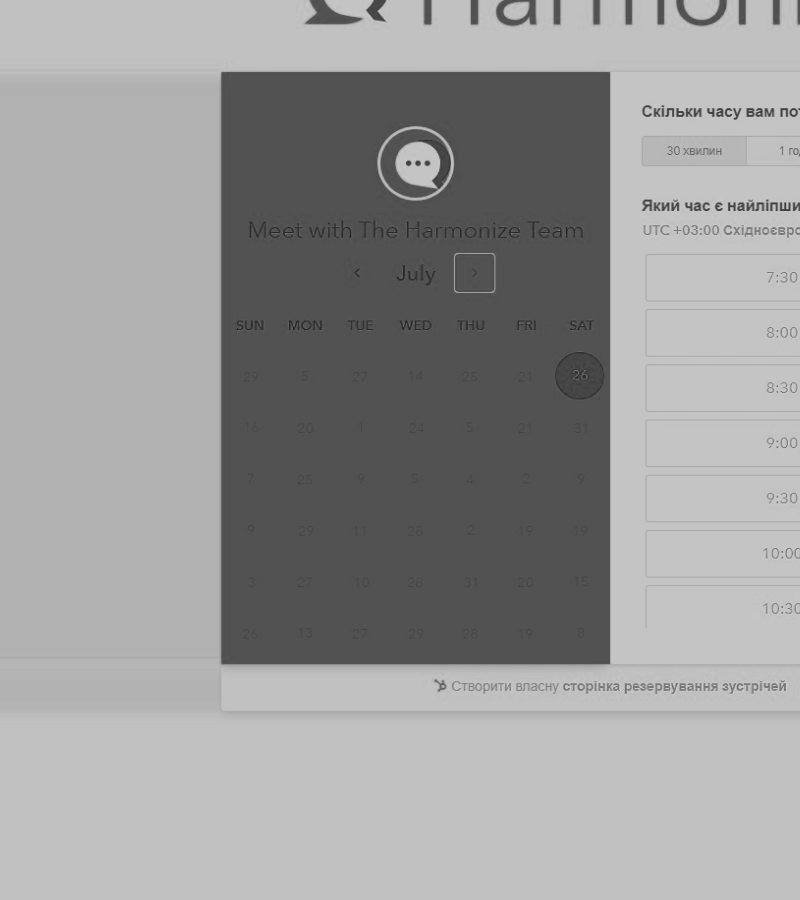 Harmoni
Meet with The Harmonize Team
July
SUN MON TUE WED THU FRI SAT
29 5 27 14 25 21 26
16 20 1 24 5 21 31
7 25 9 5 4 2 9
9 29 11 28 2 19 19
3 27 10 28 31 20 15
26 13 27 29 28 19 8
Скільки часу вам пот
30 хвилин 1 го
Який час є найліпши
UTC +03:00 Східноєвро
7:30
8:00
8:30
9:00
9:30
10:00
10:30
Створити власну сторінка резервування зустрічей